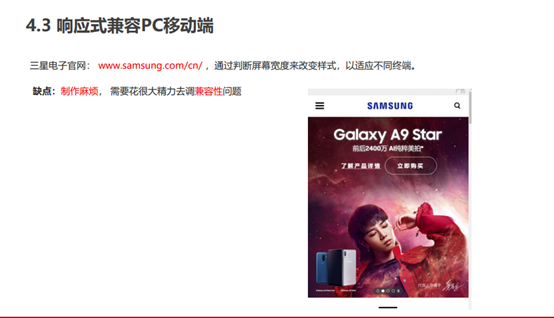 4.3 响应式兼容PC移动端
三星电子官网： www.samsung.com/cn/ ，通过判断屏幕宽度来改变样式，以适应不同终端。
缺点：制作麻烦， 需要花很大精力去调兼容性问题
广告
SAMSUNG
Galaxy A9 Star
前后2400万 AI纯粹美拍*
了解产品详情
立即购买